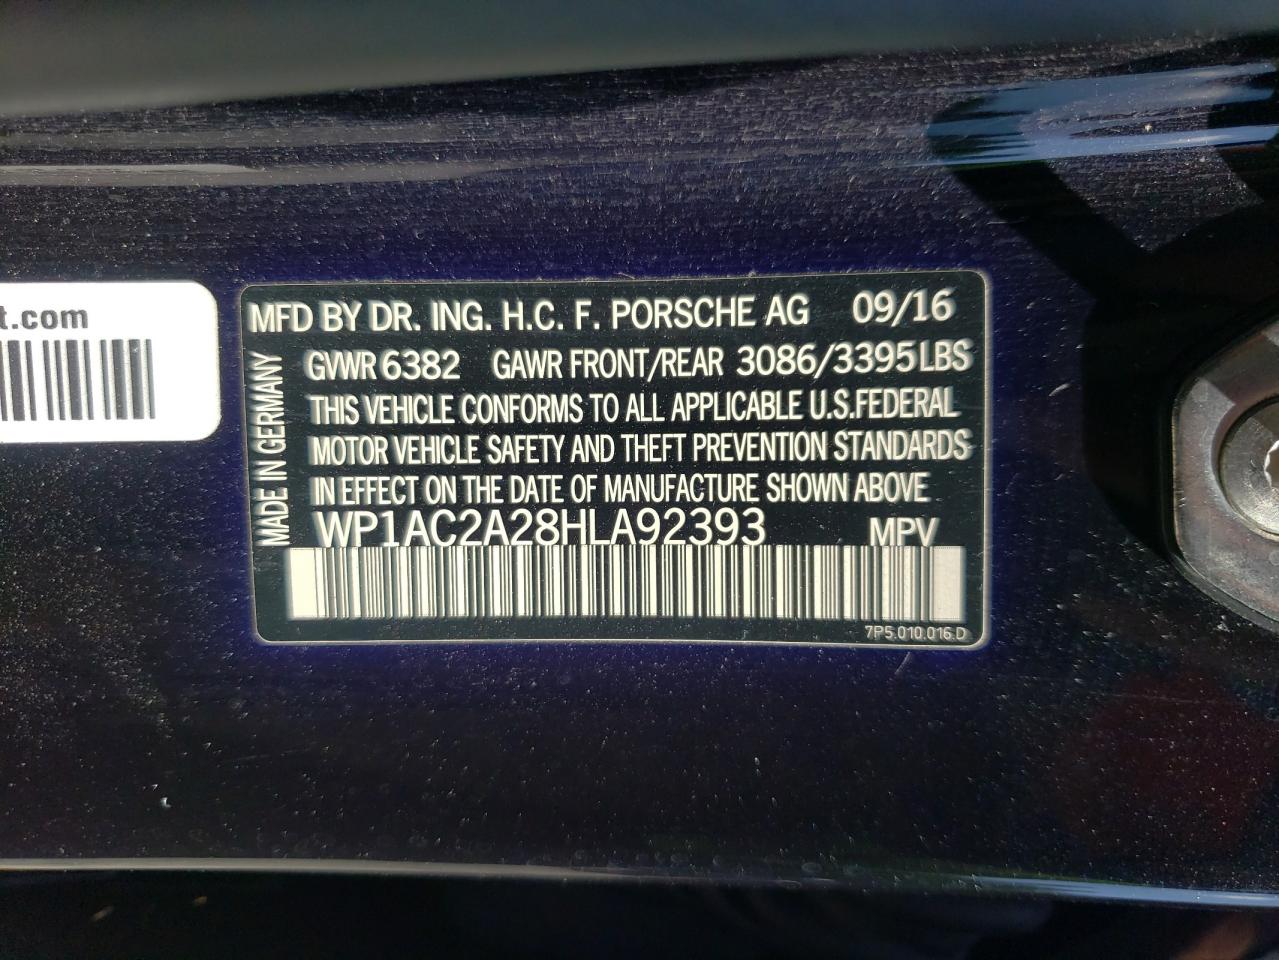 t.com
MFD BY DR. ING. H.C. F. PORSCHE AG 09/16
GVWR 6382 GAWR FRONT/REAR 3086/3395 LBS
THIS VEHICLE CONFORMS TO ALL APPLICABLE U.S.FEDERAL
MOTOR VEHICLE SAFETY AND THEFT PREVENTION STANDARDS
IN EFFECT ON THE DATE OF MANUFACTURE SHOWN ABOVE
WP1AC2A28HLA92393 MPV
MADE IN GERMANY
7P5.010.016.D